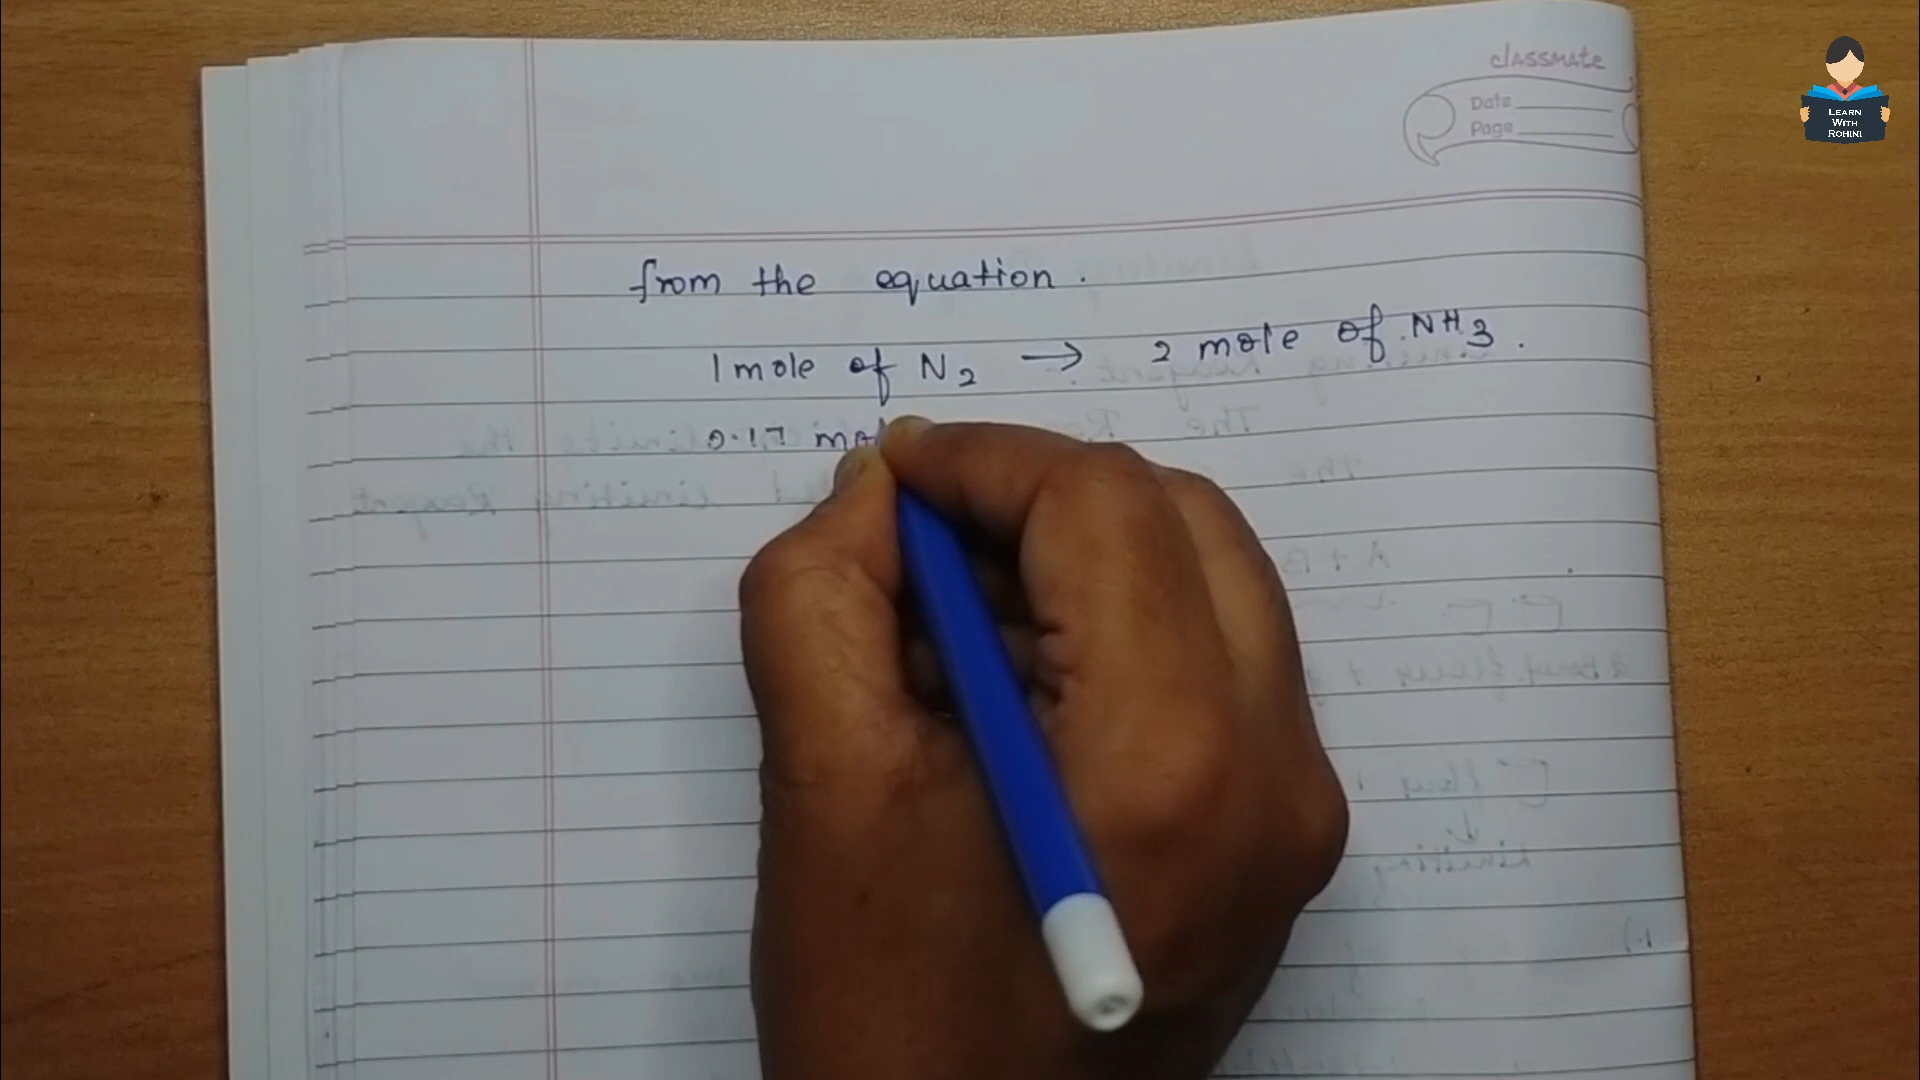 classmate
Date
Page
LEARN
WITH
ROHINI
from the equation.
1 mole of N2 → 2 mole of NH3.
0.17 mol